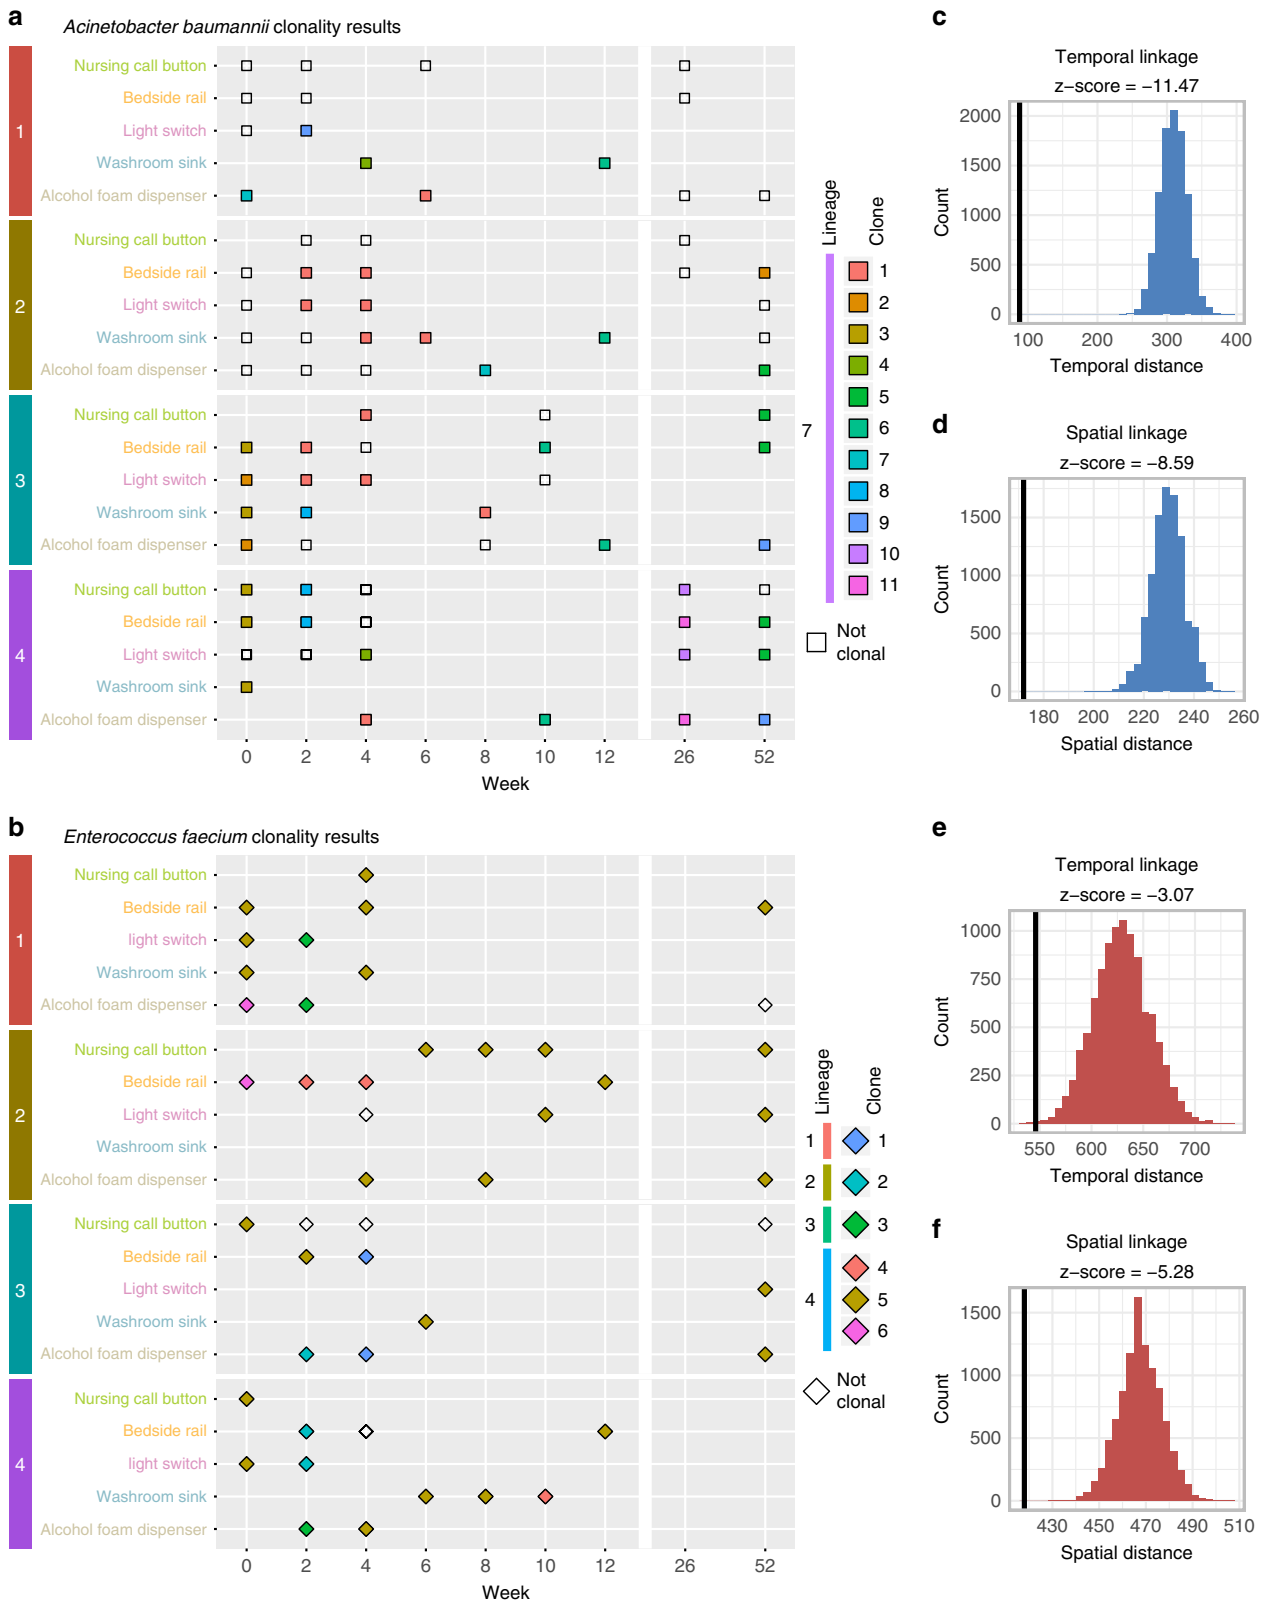 a
Acinetobacter baumannii clonality results
1
Nursing call button
Bedside rail
Light switch
Washroom sink
Alcohol foam dispenser
2
Nursing call button
Bedside rail
Light switch
Washroom sink
Alcohol foam dispenser
3
Nursing call button
Bedside rail
Light switch
Washroom sink
Alcohol foam dispenser
4
Nursing call button
Bedside rail
Light switch
Washroom sink
Alcohol foam dispenser
0 2 4 6 8 10 12 26 52
Week
Lineage
Clone
7
1
2
3
4
5
6
7
8
9
10
11
Not
clonal
b
Enterococcus faecium clonality results
1
Nursing call button
Bedside rail
light switch
Washroom sink
Alcohol foam dispenser
2
Nursing call button
Bedside rail
Light switch
Washroom sink
Alcohol foam dispenser
3
Nursing call button
Bedside rail
Light switch
Washroom sink
Alcohol foam dispenser
4
Nursing call button
Bedside rail
light switch
Washroom sink
Alcohol foam dispenser
0 2 4 6 8 10 12 26 52
Week
Lineage
Clone
1 1
2 2
3 3
4
4
5
6
Not
clonal
c
Temporal linkage
z−score = −11.47
Count
2000
1500
1000
500
0
100 200 300 400
Temporal distance
d
Spatial linkage
z−score = −8.59
Count
1500
1000
500
0
180 200 220 240 260
Spatial distance
e
Temporal linkage
z−score = −3.07
Count
1000
750
500
250
0
550 600 650 700
Temporal distance
f
Spatial linkage
z−score = −5.28
Count
1500
1000
500
0
430 450 470 490 510
Spatial distance